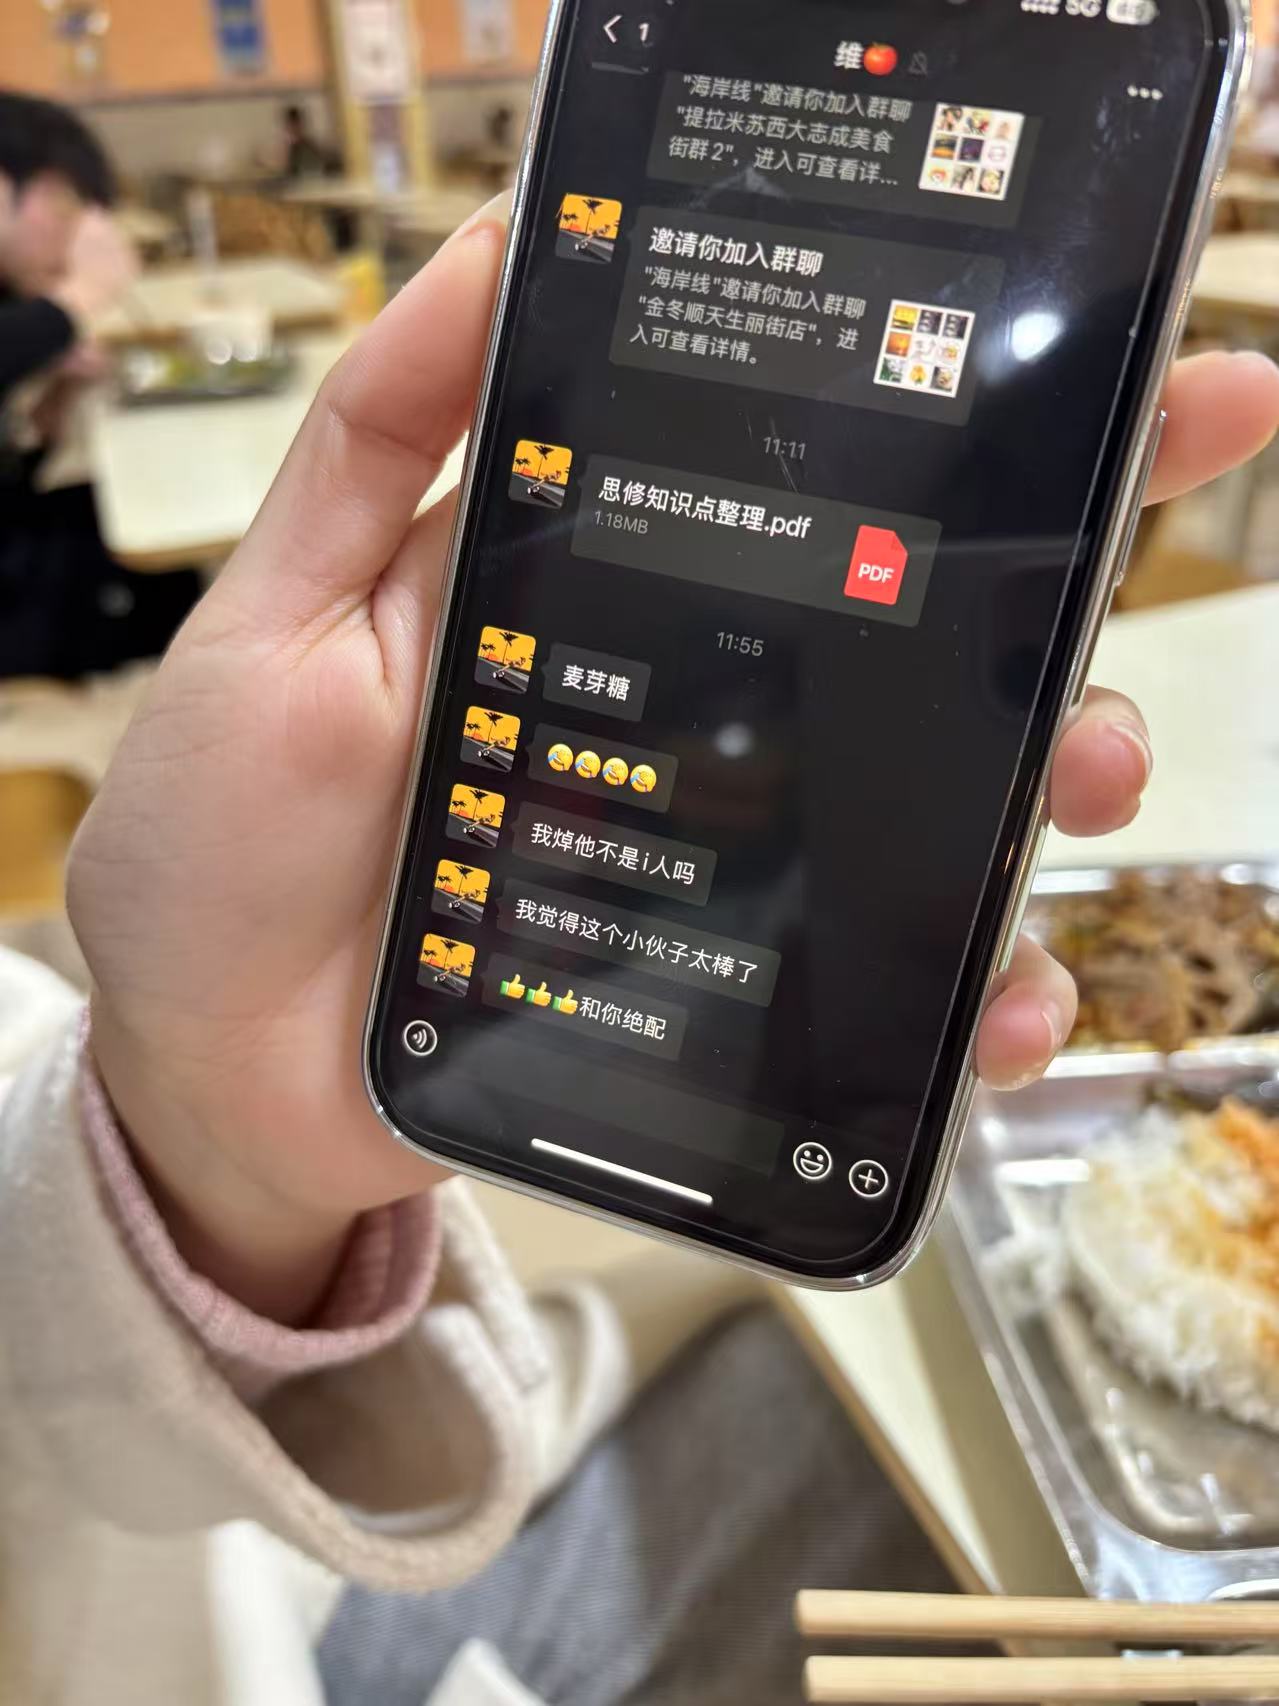 1
维🍅
"海岸线"邀请你加入群聊
"提拉米苏西大志成美食
街群2"，进入可查看详...
邀请你加入群聊
"海岸线"邀请你加入群聊
"金冬顺天生丽街店"，进
入可查看详情。
11:11
思修知识点整理.pdf
1.18MB
PDF
11:55
麦芽糖
😂😂😂😂
我焯他不是i人吗
我觉得这个小伙子太棒了
👍👍👍和你绝配